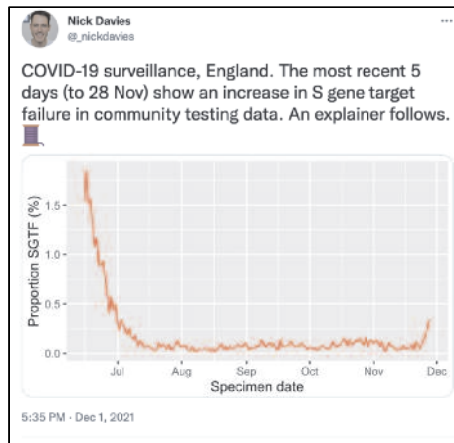 Nick Davies
@_nickdavies
COVID-19 surveillance, England. The most recent 5
days (to 28 Nov) show an increase in S gene target
failure in community testing data. An explainer follows.
Proportion SGTF (%)
1.5
1.0
0.5
0.0
Jul Aug Sep Oct Nov Dec
Specimen date
5:35 PM · Dec 1, 2021